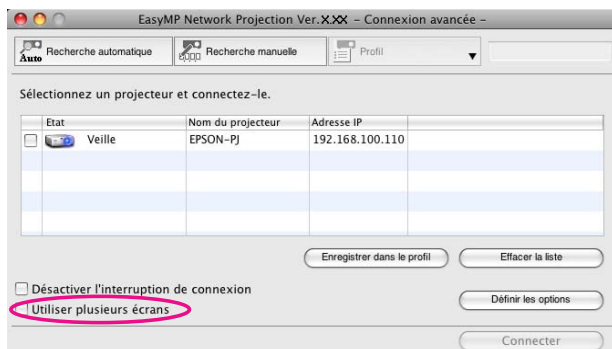 EasyMP Network Projection Ver.X.XX – Connexion avancée –
Auto Recherche automatique Recherche manuelle Profil
Sélectionnez un projecteur et connectez-le.
Etat Nom du projecteur Adresse IP
Veille EPSON-PJ 192.168.100.110
Enregistrer dans le profil Effacer la liste
Désactiver l'interruption de connexion
Utiliser plusieurs écrans
Définir les options
Connecter